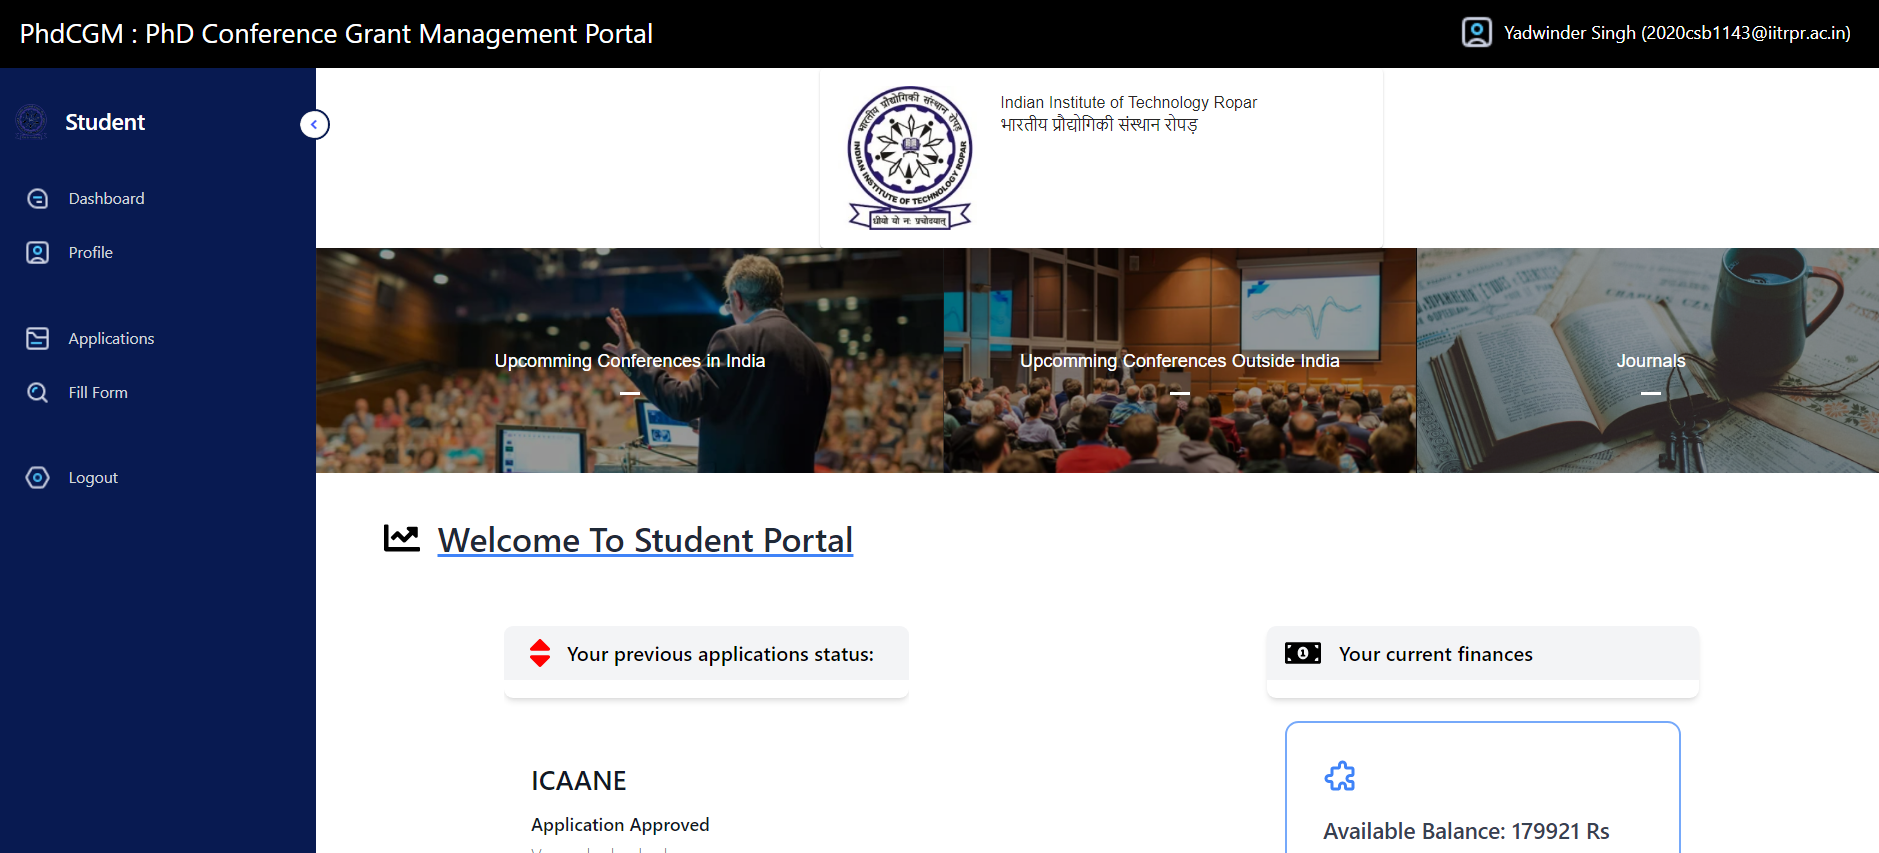 PhdCGM : PhD Conference Grant Management Portal
Yadwinder Singh (2020csb1143@iitrpr.ac.in)
Student
Dashboard
Profile
Applications
Fill Form
Logout
भारतीय प्रौद्योगिकी संस्थान रोपड़
INDIAN INSTITUTE OF TECHNOLOGY ROPAR
धीयो यो नः प्रचोदयात्
Indian Institute of Technology Ropar
भारतीय प्रौद्योगिकी संस्थान रोपड़
Upcomming Conferences in India
Upcomming Conferences Outside India
Journals
Welcome To Student Portal
Your previous applications status:
Your current finances
ICAANE
Application Approved
Available Balance: 179921 Rs